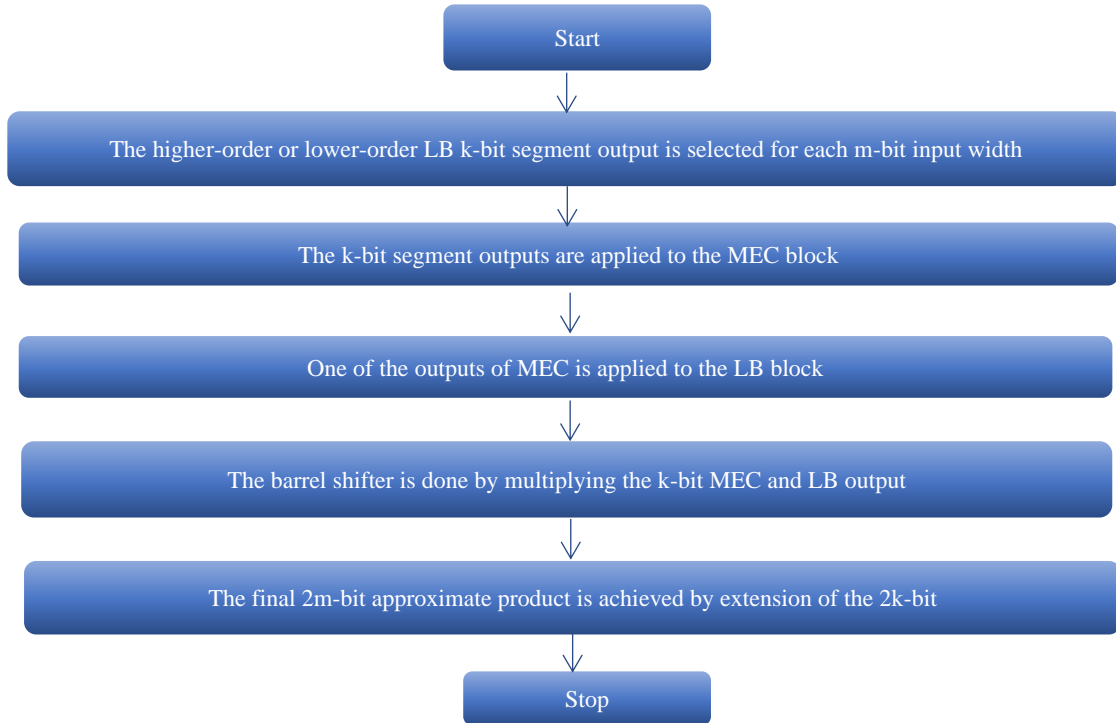 Start
The higher-order or lower-order LB k-bit segment output is selected for each m-bit input width
The k-bit segment outputs are applied to the MEC block
One of the outputs of MEC is applied to the LB block
The barrel shifter is done by multiplying the k-bit MEC and LB output
The final 2m-bit approximate product is achieved by extension of the 2k-bit
Stop